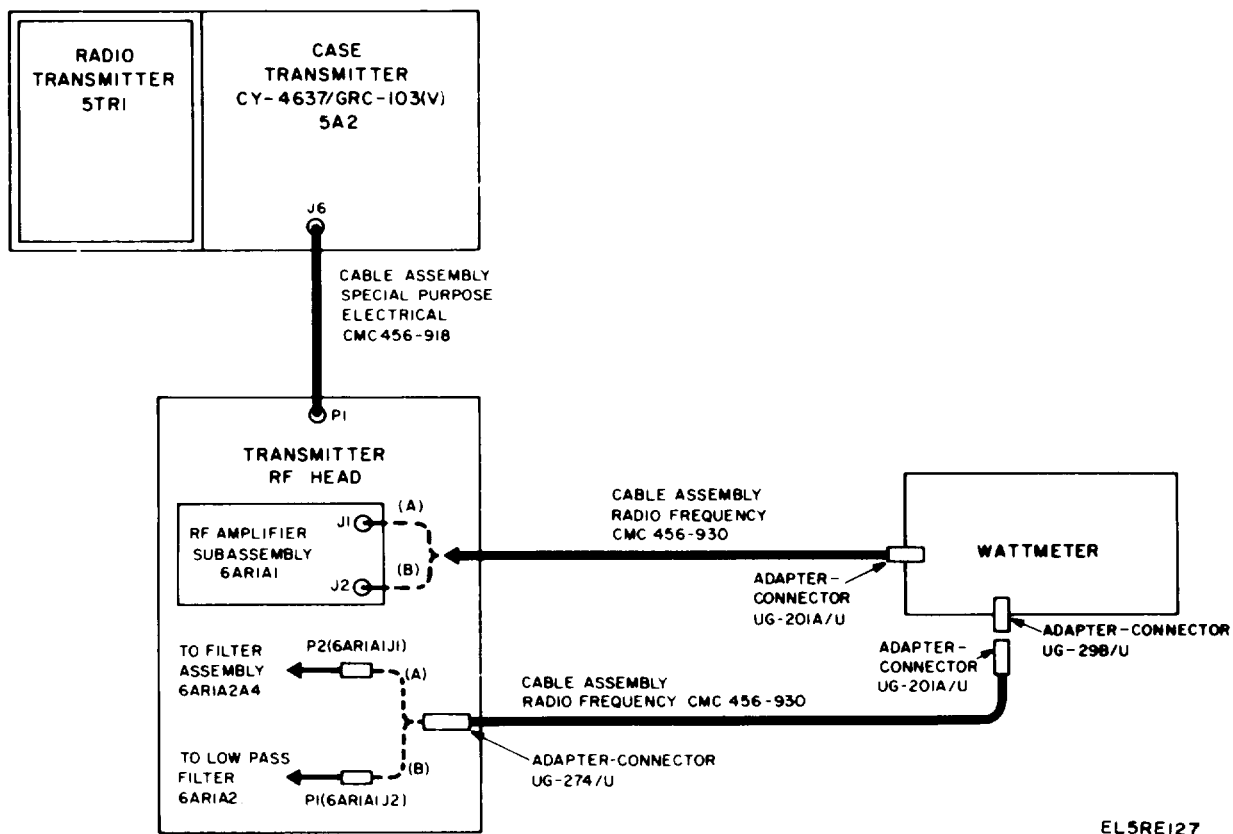 RADIO
TRANSMITTER
5TR1
CASE
TRANSMITTER
CY-4637/GRC-103(V)
5A2
J6
CABLE ASSEMBLY
SPECIAL PURPOSE
ELECTRICAL
CMC 456-918
P1
TRANSMITTER
RF HEAD
RF AMPLIFIER
SUBASSEMBLY
6AR1A1
J1
(A)
J2
(B)
CABLE ASSEMBLY
RADIO FREQUENCY
CMC 456-930
WATTMETER
ADAPTER-
CONNECTOR
UG-201A/U
ADAPTER-CONNECTOR
UG-29B/U
ADAPTER-
CONNECTOR
UG-201A/U
TO FILTER
ASSEMBLY
6AR1A2A4
P2(6AR1A1J1)
(A)
CABLE ASSEMBLY
RADIO FREQUENCY CMC 456-930
TO LOW PASS
FILTER
6AR1A2
(B)
P1(6AR1A1J2)
ADAPTER-CONNECTOR
UG-274/U
EL5RE127